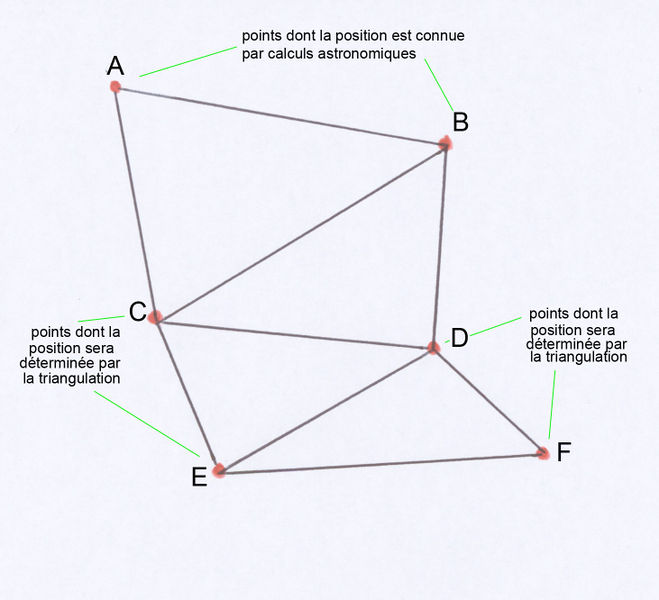 points dont la position est connue
par calculs astronomiques
A
B
C
points dont la
position sera
déterminée par
la triangulation
D
points dont la
position sera
déterminée par
la triangulation
E
F